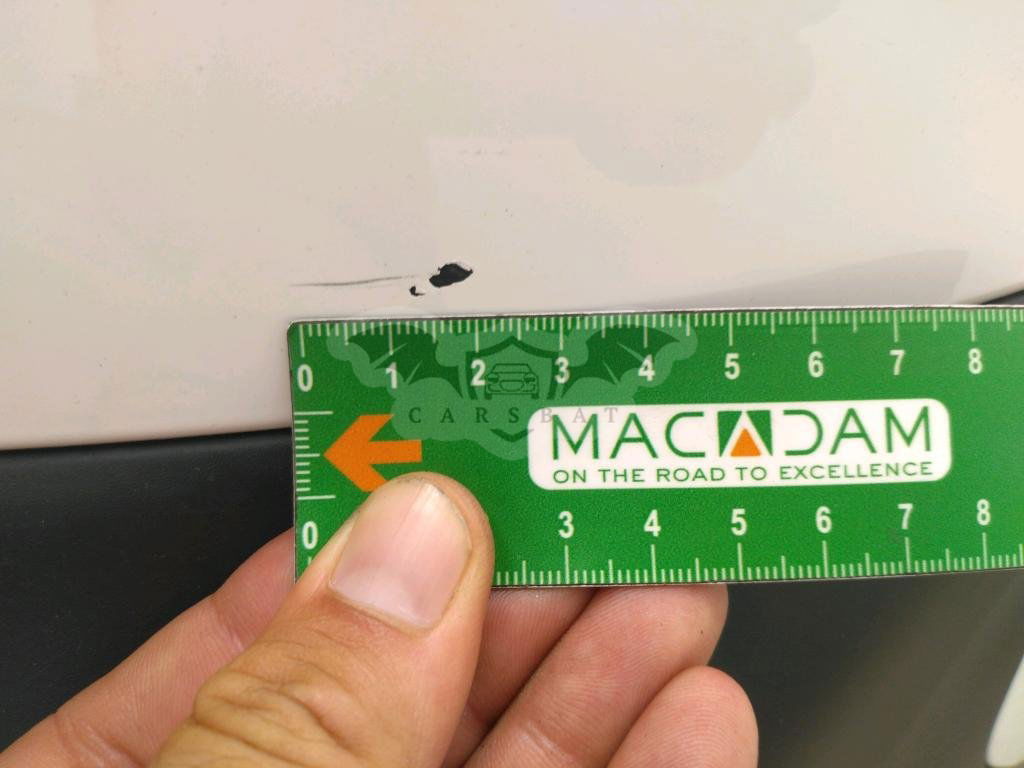 0 1 2 3 4 5 6 7 8
CARSBAT
MACADAM
ON THE ROAD TO EXCELLENCE
0 3 4 5 6 7 8